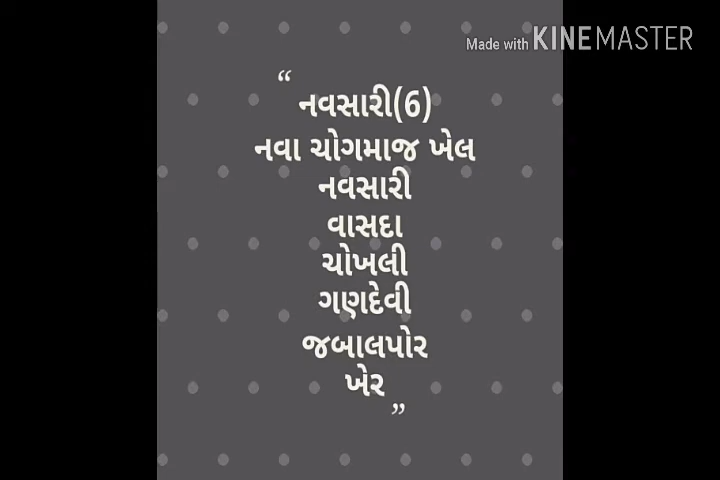 Made with KINEMASTER
“
નવસારી(6)
નવા ચોગમાજ ખેલ
નવસારી
વાસદા
ચોખલી
ગણદેવી
જબાલપોર
ખેર
”